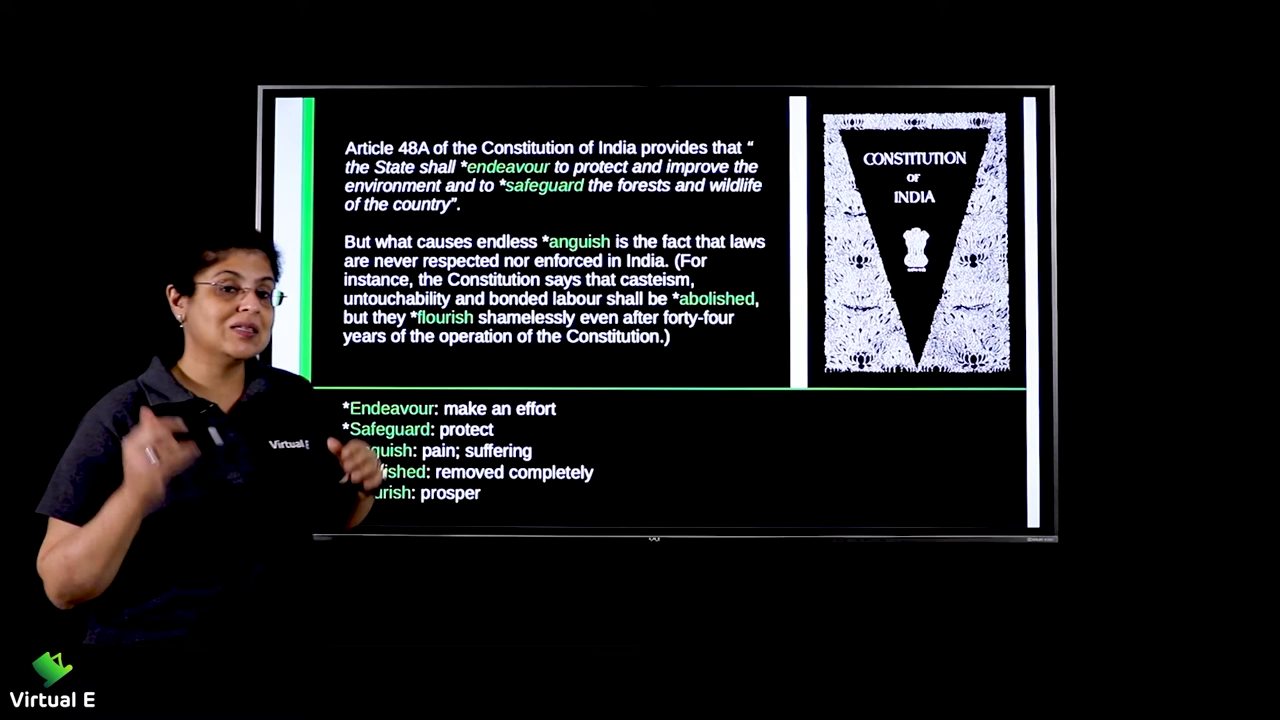 Article 48A of the Constitution of India provides that “
the State shall *endeavour to protect and improve the
environment and to *safeguard the forests and wildlife
of the country”.
But what causes endless *anguish is the fact that laws
are never respected nor enforced in India. (For
instance, the Constitution says that casteism,
untouchability and bonded labour shall be *abolished,
but they *flourish shamelessly even after forty-four
years of the operation of the Constitution.)
CONSTITUTION
OF
INDIA
*Endeavour: make an effort
*Safeguard: protect
guish: pain; suffering
ished: removed completely
urish: prosper
Virtual E
Virtual E